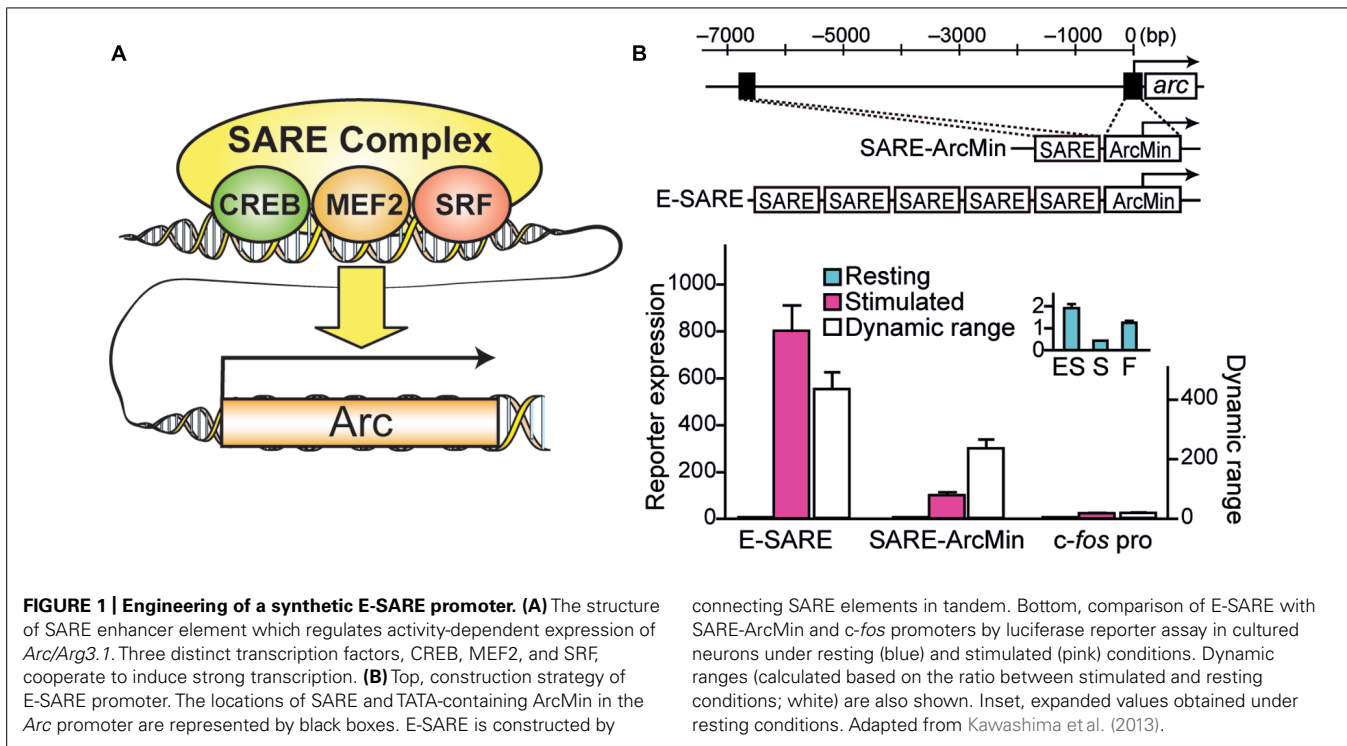 A
SARE Complex
CREB MEF2 SRF
Arc
B
–7000 –5000 –3000 –1000 0 (bp)
arc
SARE-ArcMin SARE ArcMin
E-SARE SARE SARE SARE SARE SARE ArcMin
Reporter expression
1000
800
600
400
200
0
Resting
Stimulated
Dynamic range
2
1
0
ES S F
Dynamic range
400
200
0
E-SARE SARE-ArcMin c-fos pro
FIGURE 1 | Engineering of a synthetic E-SARE promoter. (A) The structure
of SARE enhancer element which regulates activity-dependent expression of
Arc/Arg3.1. Three distinct transcription factors, CREB, MEF2, and SRF,
cooperate to induce strong transcription. (B) Top, construction strategy of
E-SARE promoter. The locations of SARE and TATA-containing ArcMin in the
Arc promoter are represented by black boxes. E-SARE is constructed by
connecting SARE elements in tandem. Bottom, comparison of E-SARE with
SARE-ArcMin and c-fos promoters by luciferase reporter assay in cultured
neurons under resting (blue) and stimulated (pink) conditions. Dynamic
ranges (calculated based on the ratio between stimulated and resting
conditions; white) are also shown. Inset, expanded values obtained under
resting conditions. Adapted from Kawashima et al. (2013).